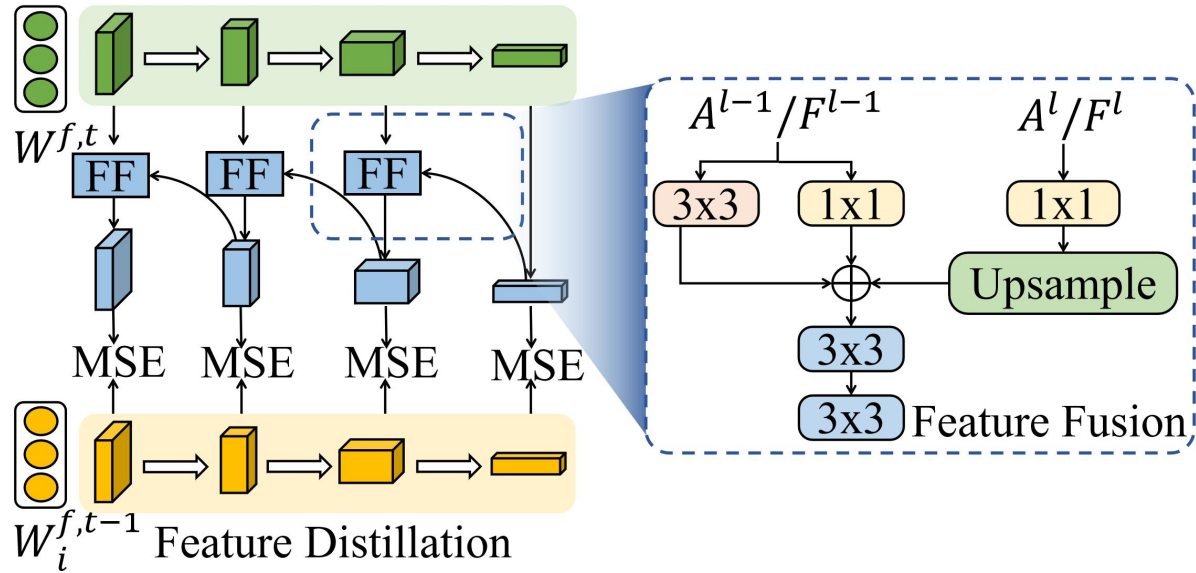 W^{f,t}
FF FF FF
MSE MSE MSE MSE
W_i^{f,t-1}
Feature Distillation
A^{l-1}/F^{l-1} A^l/F^l
3x3 1x1 1x1
Upsample
3x3
3x3
Feature Fusion